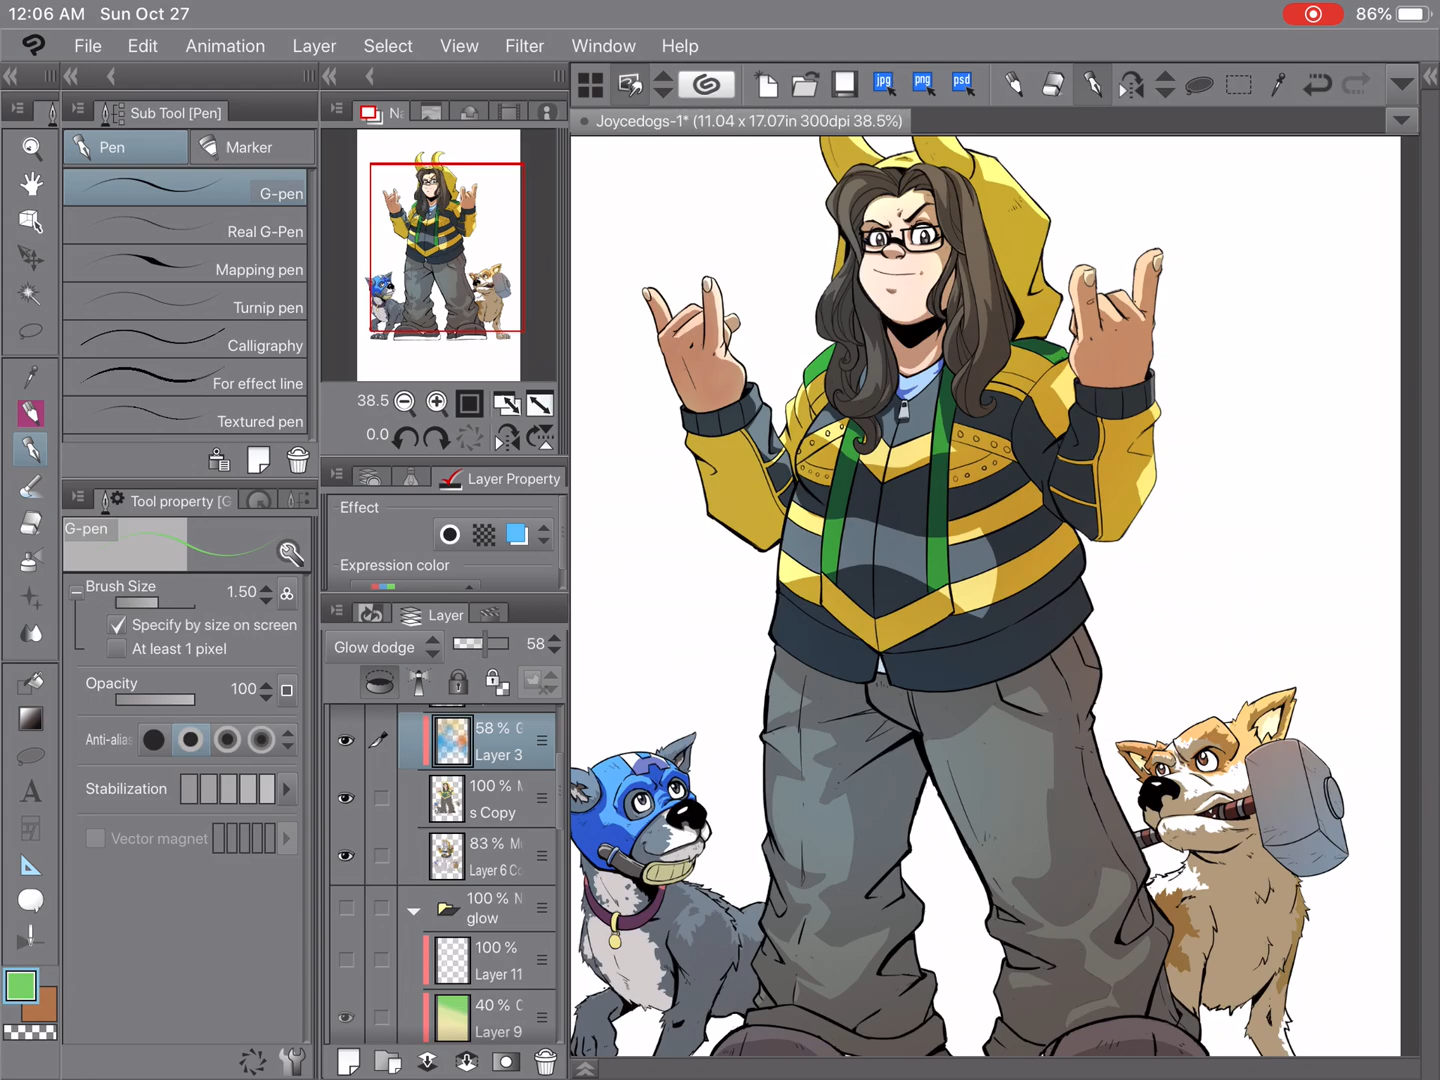 12:06 AM Sun Oct 27
86%
File Edit Animation Layer Select View Filter Window Help
Sub Tool [Pen]
jpg png psd
Joycedogs-1* (11.04 x 17.07in 300dpi 38.5%)
Pen Marker
G-pen
Real G-Pen
Mapping pen
Turnip pen
Calligraphy
For effect line
Textured pen
38.5
0.0
Tool property [G
G-pen
Brush Size 1.50
Specify by size on screen
At least 1 pixel
Opacity 100
Anti-alias
Stabilization
Vector magnet
Layer Property
Effect
Expression color
Layer
Glow dodge 58
58 % G
Layer 3
100 % M
s Copy
83 % M
Layer 6 Co
100 % N
glow
100 %
Layer 11
40 % G
Layer 9